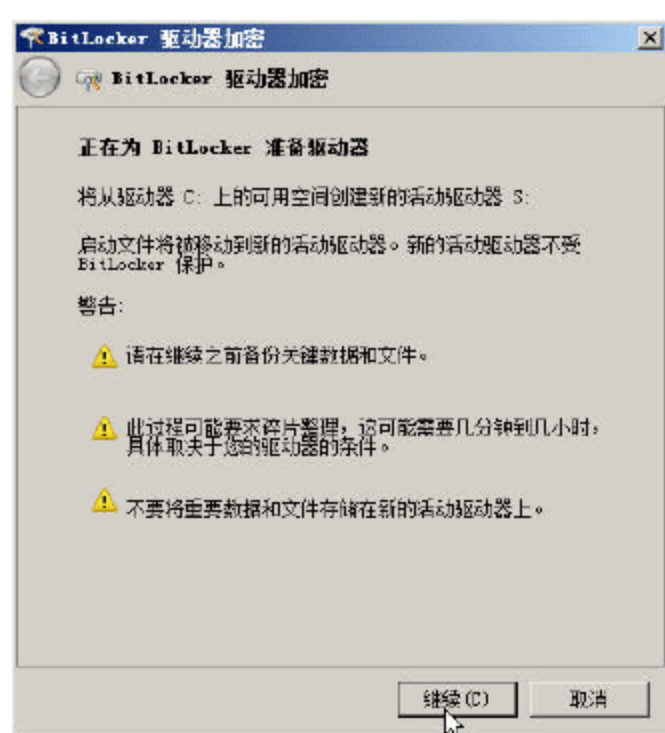 BitLocker 驱动器加密
BitLocker 驱动器加密
正在为 BitLocker 准备驱动器
将从驱动器 C: 上的可用空间创建新的活动驱动器 S:
启动文件将被移动到新的活动驱动器。新的活动驱动器不受
BitLocker 保护。
警告:
请在继续之前备份关键数据和文件。
此过程可能要求碎片整理，这可能需要几分钟到几小时，
具体取决于您的驱动器的条件。
不要将重要数据和文件存储在新的活动驱动器上。
继续(C) 取消